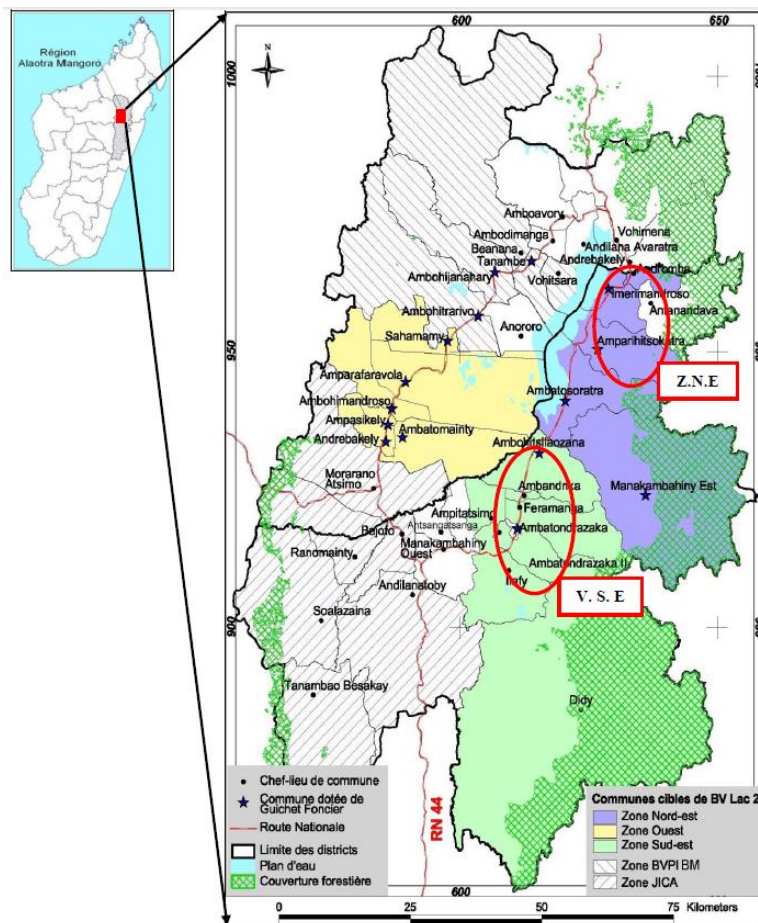 Région
Alaotra Mangoro
600
650
1000
N
Amboavory
Ambodimanga
Vohimena
Beanana
Andilana Avaratra
Tanambe
Andrebakely
Ambohijanahary
Vohitsara
Imerimandroso
Antanandava
Ambohitrarivo
Anororo
Sahamamy
Amparihitsokatra
950
Z.N.E
Amparafaravola
Ambohimandroso
Ambatosoratra
Ampasikely
Ambatomainty
Andrebakely
Ambohitsilaozana
Morarano
Atsimo
Ambandrika
Manakambahiny Est
Feramanga
Ampitatsimo
Antsangatsanga
Ambatondrazaka
Bejofo
Manakambahiny
Ouest
Ranomainty
Ambatondrazaka II
Ilafy
Andilanatoby
V. S. E
Soalazaina
900
Tanambao Besakay
Didy
RN 44
Chef-lieu de commune
Commune dotée de
Guichet Foncier
Route Nationale
Limite des districts
Plan d'eau
Couverture forestière
Communes cibles de BV Lac 2
Zone Nord-est
Zone Ouest
Zone Sud-est
Zone BVPI BM
Zone JICA
600
0
25
50
75
Kilometers